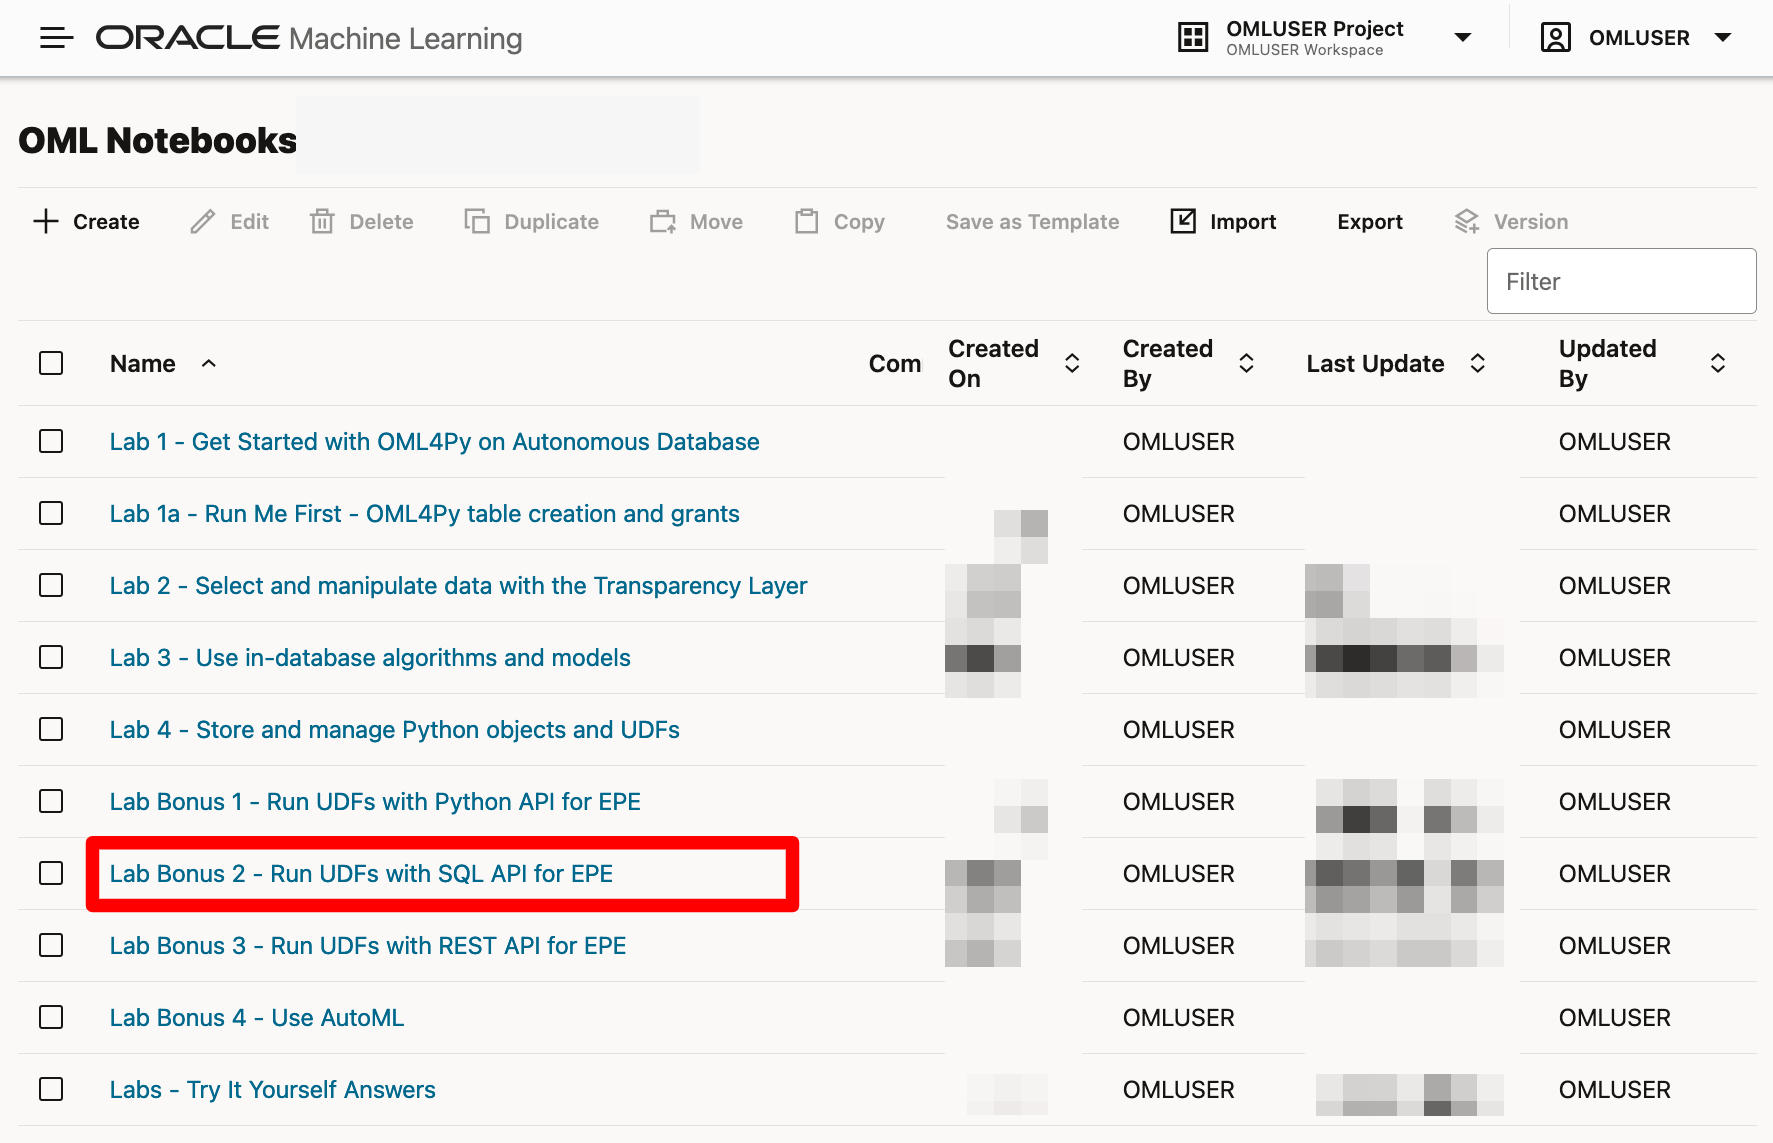 ORACLE Machine Learning
OMLUSER Project
OMLUSER Workspace
OMLUSER
OML Notebooks
Create Edit Delete Duplicate Move Copy Save as Template Import Export Version
Filter
Name Com Created On Created By Last Update Updated By
Lab 1 - Get Started with OML4Py on Autonomous Database OMLUSER OMLUSER
Lab 1a - Run Me First - OML4Py table creation and grants OMLUSER OMLUSER
Lab 2 - Select and manipulate data with the Transparency Layer OMLUSER OMLUSER
Lab 3 - Use in-database algorithms and models OMLUSER OMLUSER
Lab 4 - Store and manage Python objects and UDFs OMLUSER OMLUSER
Lab Bonus 1 - Run UDFs with Python API for EPE OMLUSER OMLUSER
Lab Bonus 2 - Run UDFs with SQL API for EPE OMLUSER OMLUSER
Lab Bonus 3 - Run UDFs with REST API for EPE OMLUSER OMLUSER
Lab Bonus 4 - Use AutoML OMLUSER OMLUSER
Labs - Try It Yourself Answers OMLUSER OMLUSER